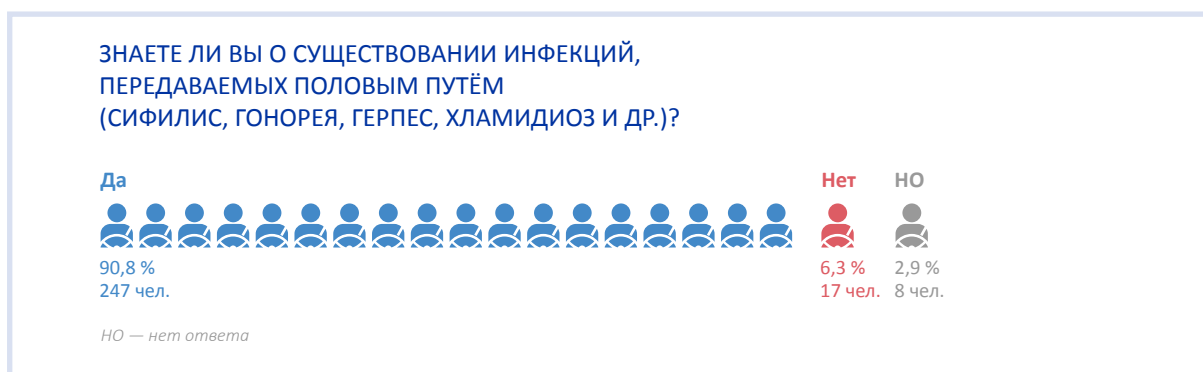 ЗНАЕТЕ ЛИ ВЫ О СУЩЕСТВОВАНИИ ИНФЕКЦИЙ,
ПЕРЕДАВАЕМЫХ ПОЛОВЫМ ПУТЁМ
(СИФИЛИС, ГОНОРЕЯ, ГЕРПЕС, ХЛАМИДИОЗ И ДР.)?
Да Нет НО
90,8 % 6,3 % 2,9 %
247 чел. 17 чел. 8 чел.
НО — нет ответа